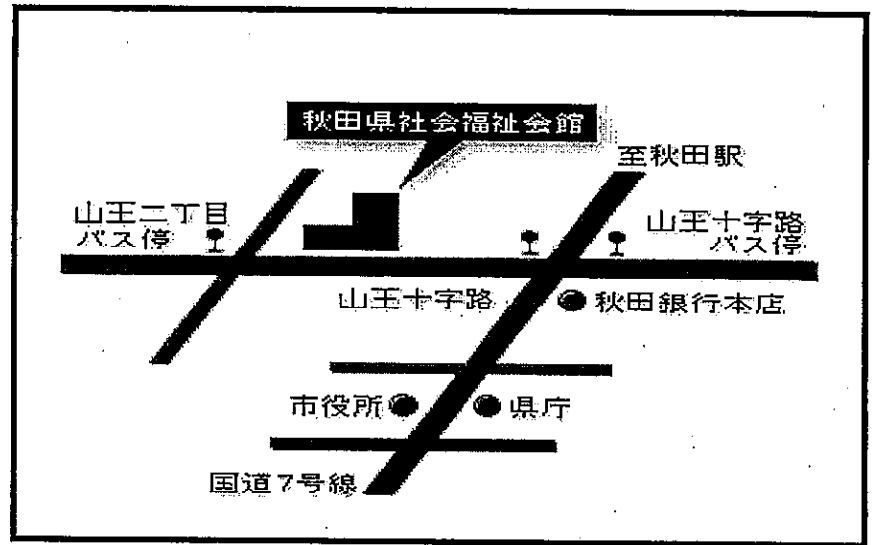 秋田県社会福祉会館
至秋田駅
山王二丁目
バス停
山王十字路
バス停
山王十字路
秋田銀行本店
市役所
県庁
国道7号線